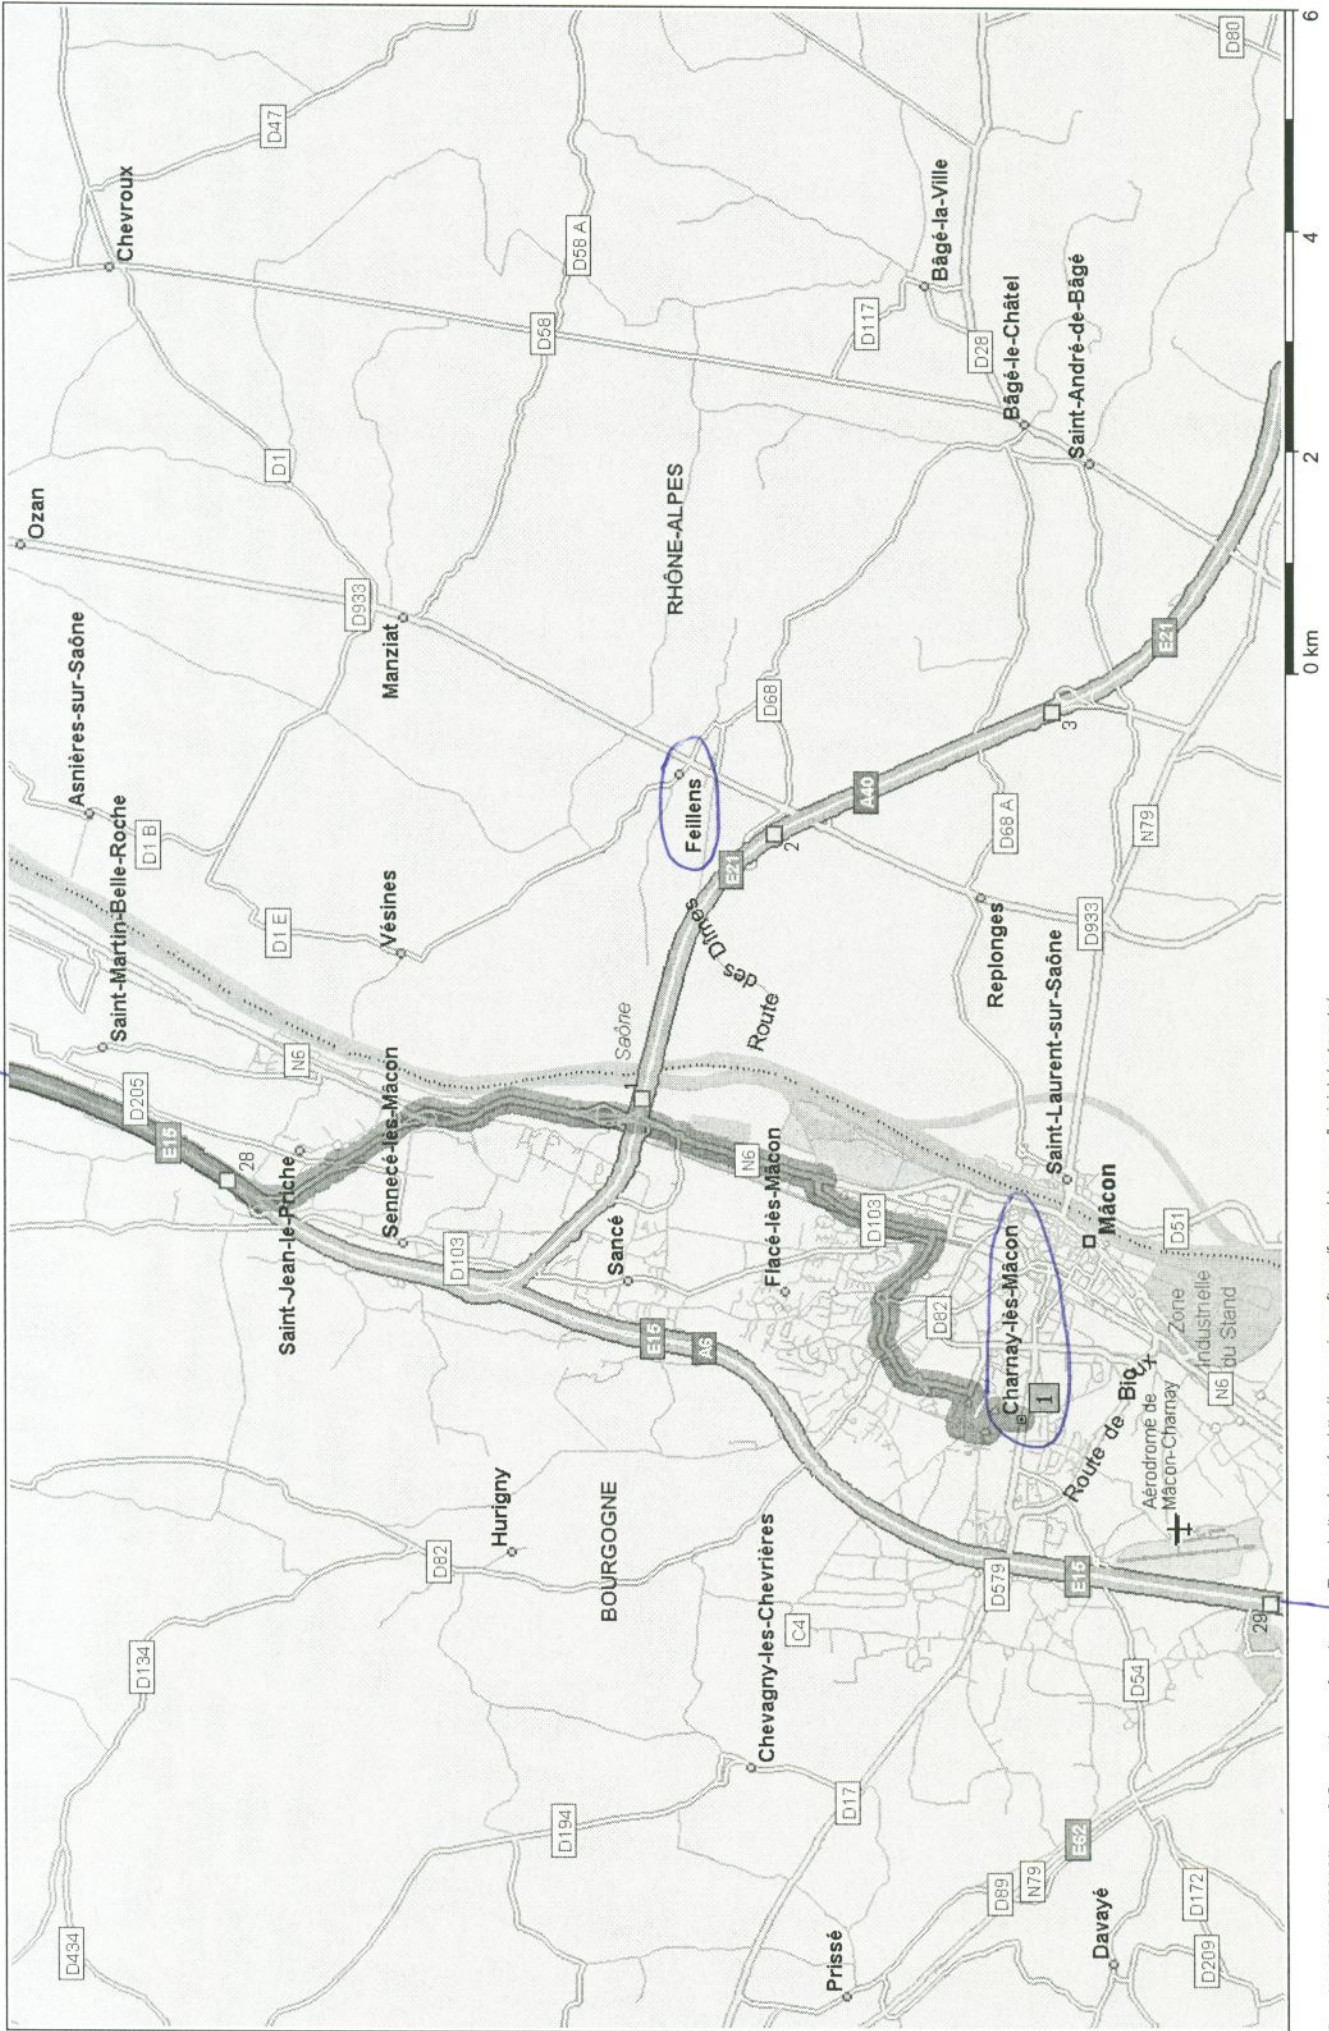 D434
D134
D205
Saint-Martin-Belle-Roche
Asnières-sur-Saône
Ozan
Chevroux
D1 B
E15
28
D47
Saint-Jean-le-Priche
N6
D1 E
D1
D933
Sennecé-les-Mâcon
Vésines
Manziat
D82
D103
Hurigny
D194
D58
D58 A
BOURGOGNE
Sancé
Saône
1
RHÔNE-ALPES
E15
A6
Feillens
E21
Route des Dîmes
D68
2
Chevagny-les-Chevrières
C4
Flacé-lès-Mâcon
N6
D17
D103
A40
D117
Prissé
D82
Bâgé-la-Ville
D28
D89
N79
D579
Charnay-lès-Mâcon
1
Replonges
D68 A
Bâgé-le-Châtel
E62
E15
Route de Bioux
Saint-Laurent-sur-Saône
3
Saint-André-de-Bâgé
Davayé
D54
Mâcon
D933
N79
E21
Aérodrome de
Mâcon-Charnay
Zone
Industrielle
du Stand
D51
D172
D209
N6
D80
29
0 km
2
4
6